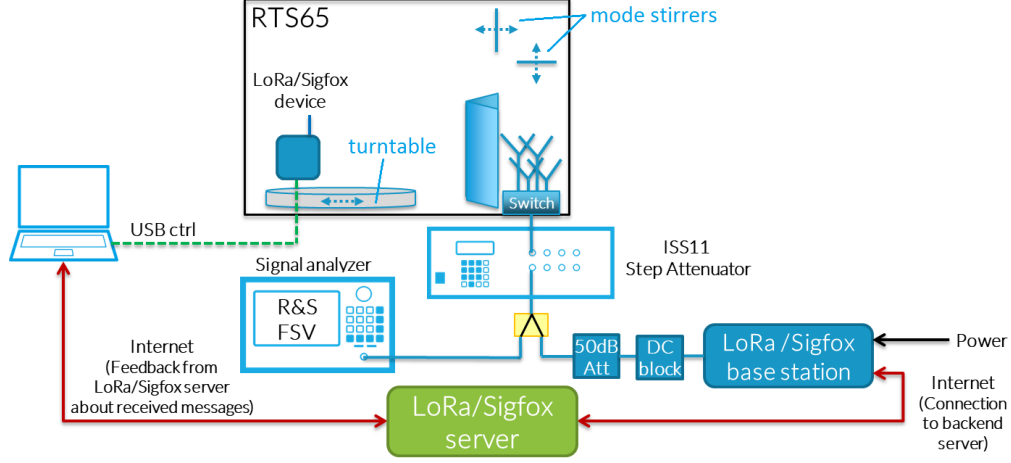 RTS65
mode stirrers
LoRa/Sigfox
device
turntable
Switch
USB ctrl
ISS11
Step Attenuator
Signal analyzer
R&S
FSV
50dB
Att
DC
block
LoRa /Sigfox
base station
Power
Internet
(Feedback from
LoRa/Sigfox server
about received messages)
LoRa/Sigfox
server
Internet
(Connection
to backend
server)